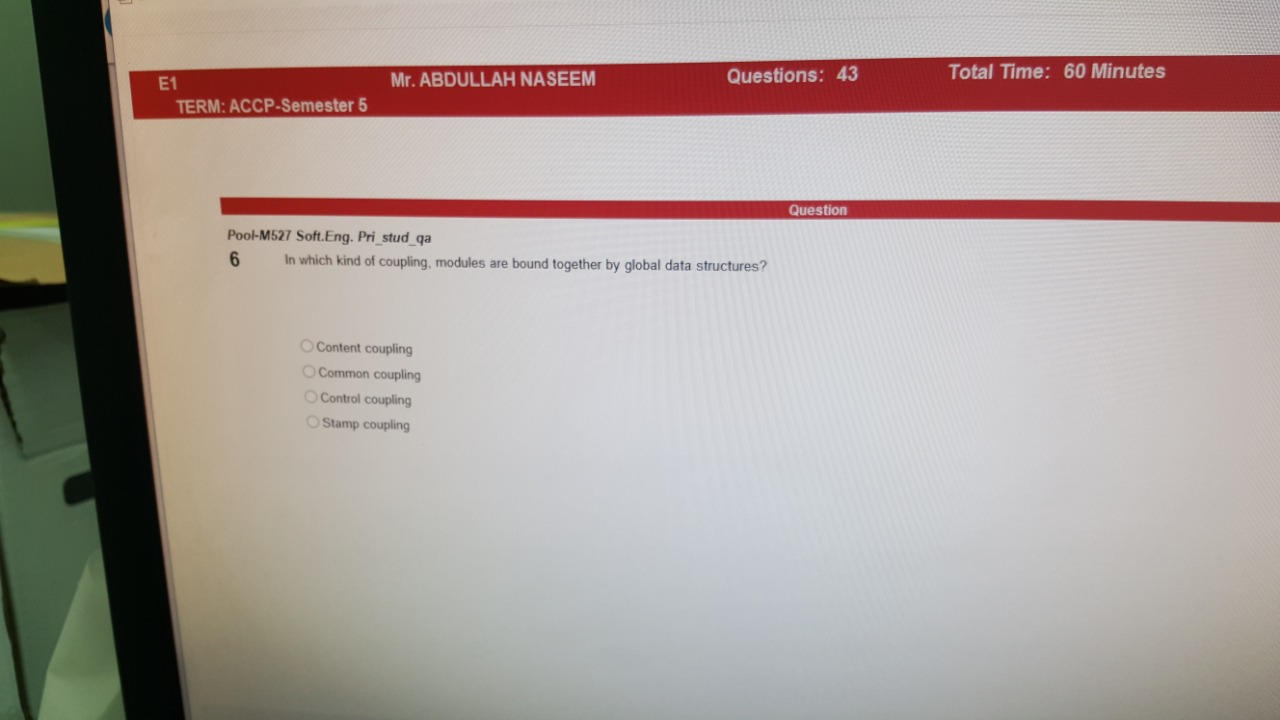 E1 Mr. ABDULLAH NASEEM Questions: 43 Total Time: 60 Minutes
TERM: ACCP-Semester 5
Question
Pool-M527 Soft.Eng. Pri_stud_qa
6 In which kind of coupling, modules are bound together by global data structures?
Content coupling
Common coupling
Control coupling
Stamp coupling